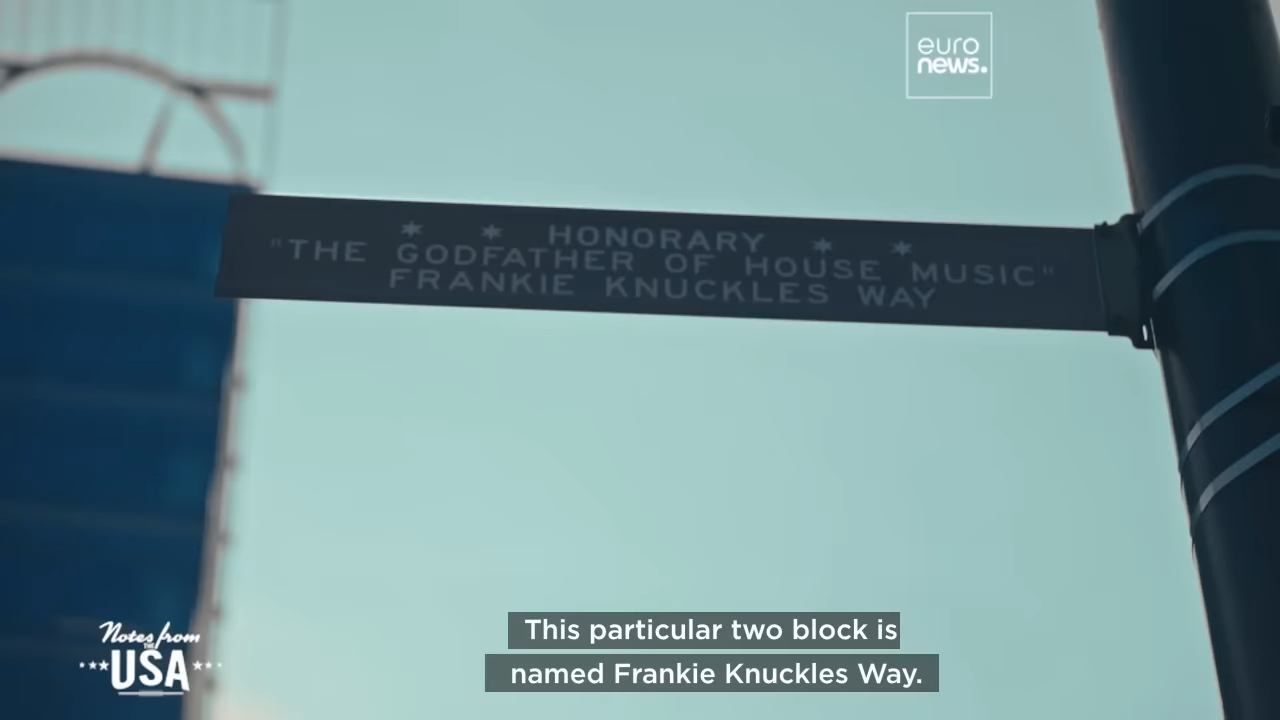 euro
news.
* * HONORARY * *
"THE GODFATHER OF HOUSE MUSIC"
FRANKIE KNUCKLES WAY
Notes from
THE
USA
This particular two block is
named Frankie Knuckles Way.